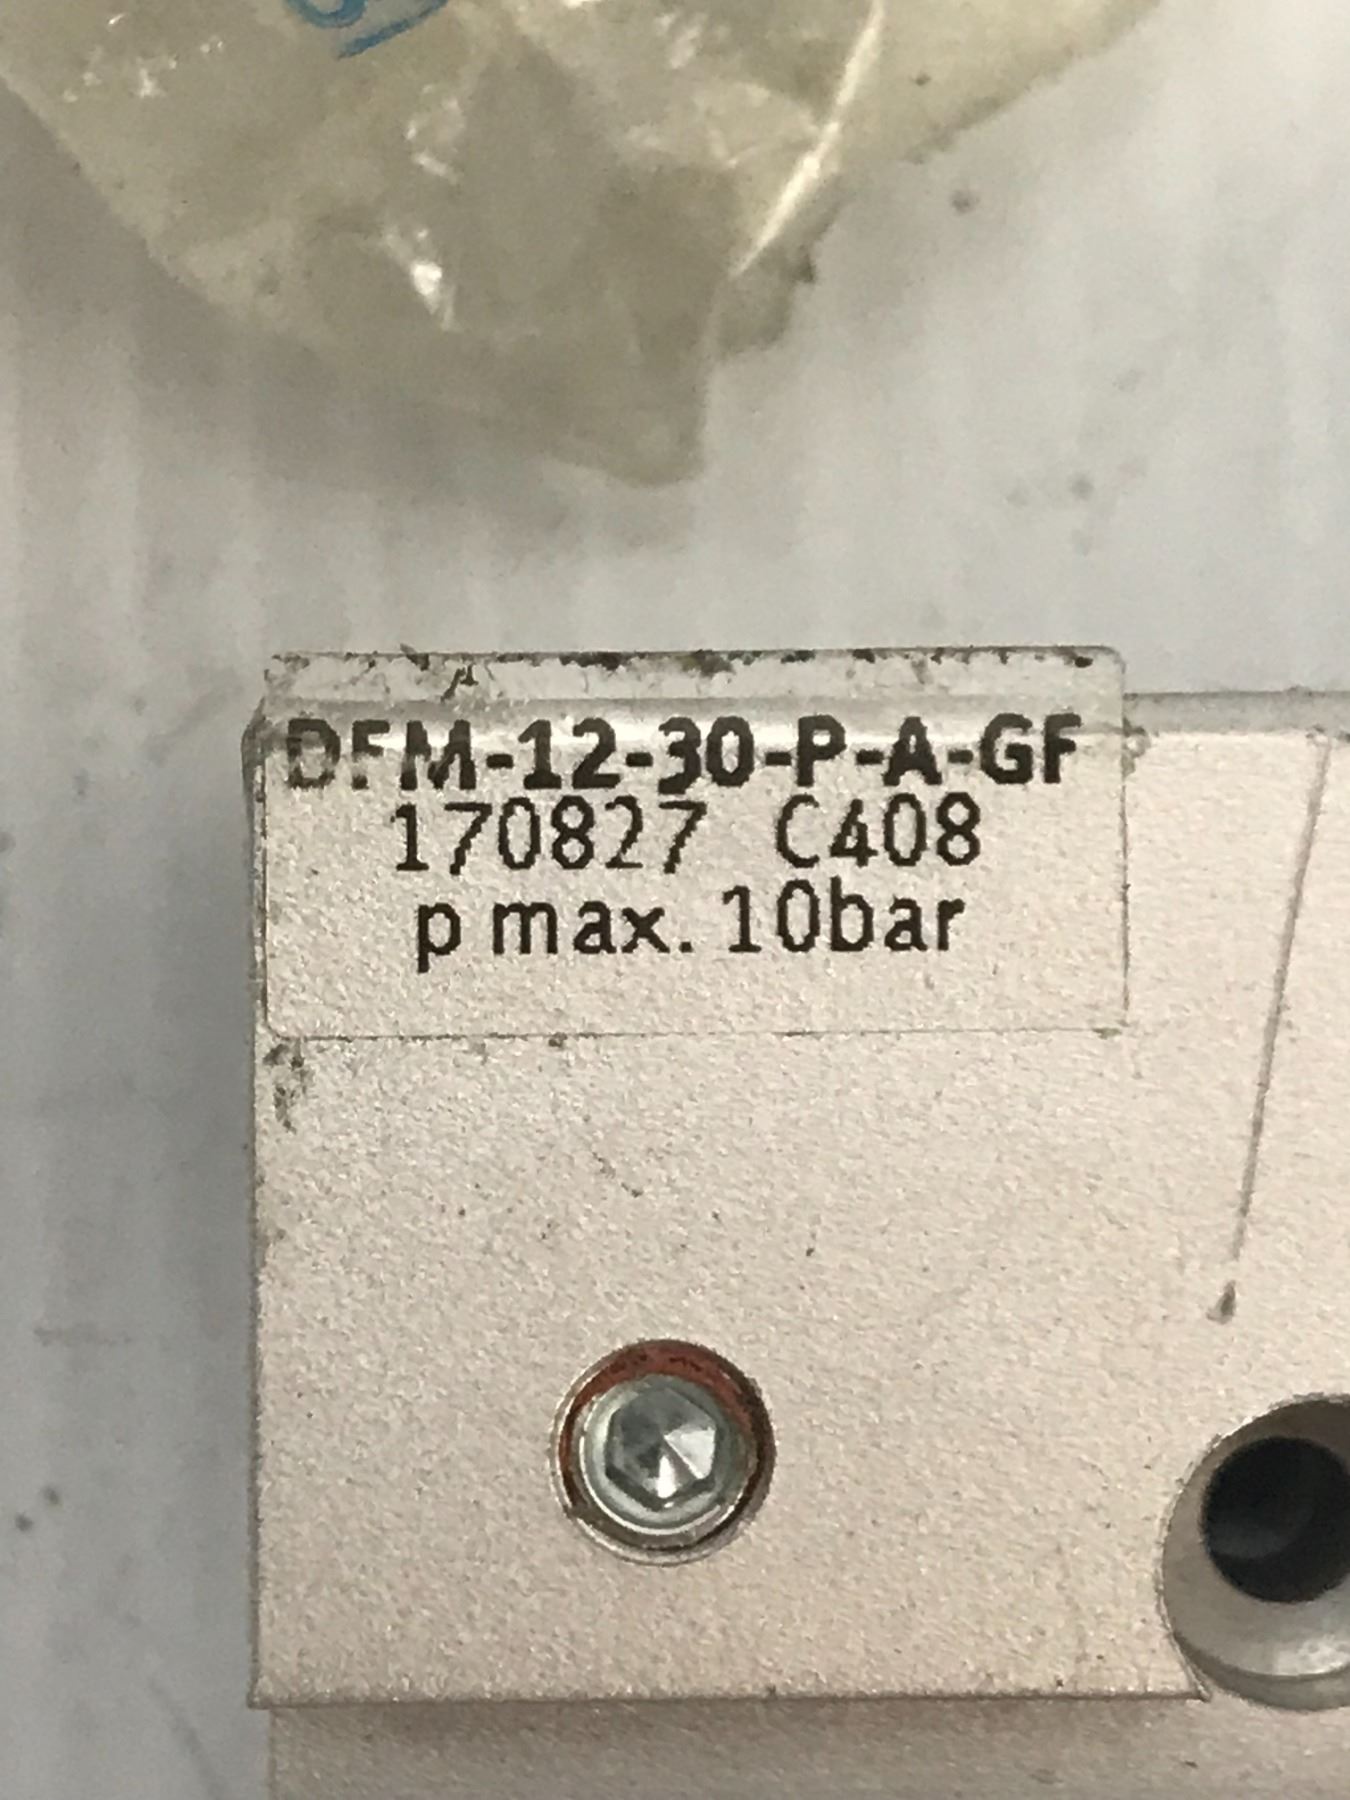 DFM-12-30-P-A-GF
170827 C408
p max. 10bar